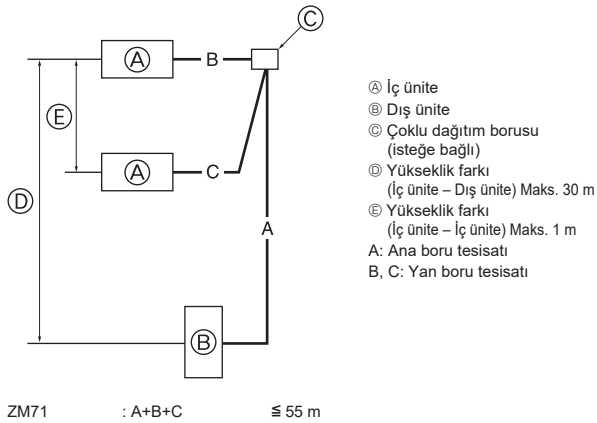 Ⓒ
Ⓐ B
Ⓔ
Ⓐ C
Ⓓ
A
Ⓑ
Ⓐ İç ünite
Ⓑ Dış ünite
Ⓒ Çoklu dağıtım borusu
(isteğe bağlı)
Ⓓ Yükseklik farkı
(İç ünite – Dış ünite) Maks. 30 m
Ⓔ Yükseklik farkı
(İç ünite – İç ünite) Maks. 1 m
A: Ana boru tesisatı
B, C: Yan boru tesisatı
ZM71 : A+B+C ≦ 55 m